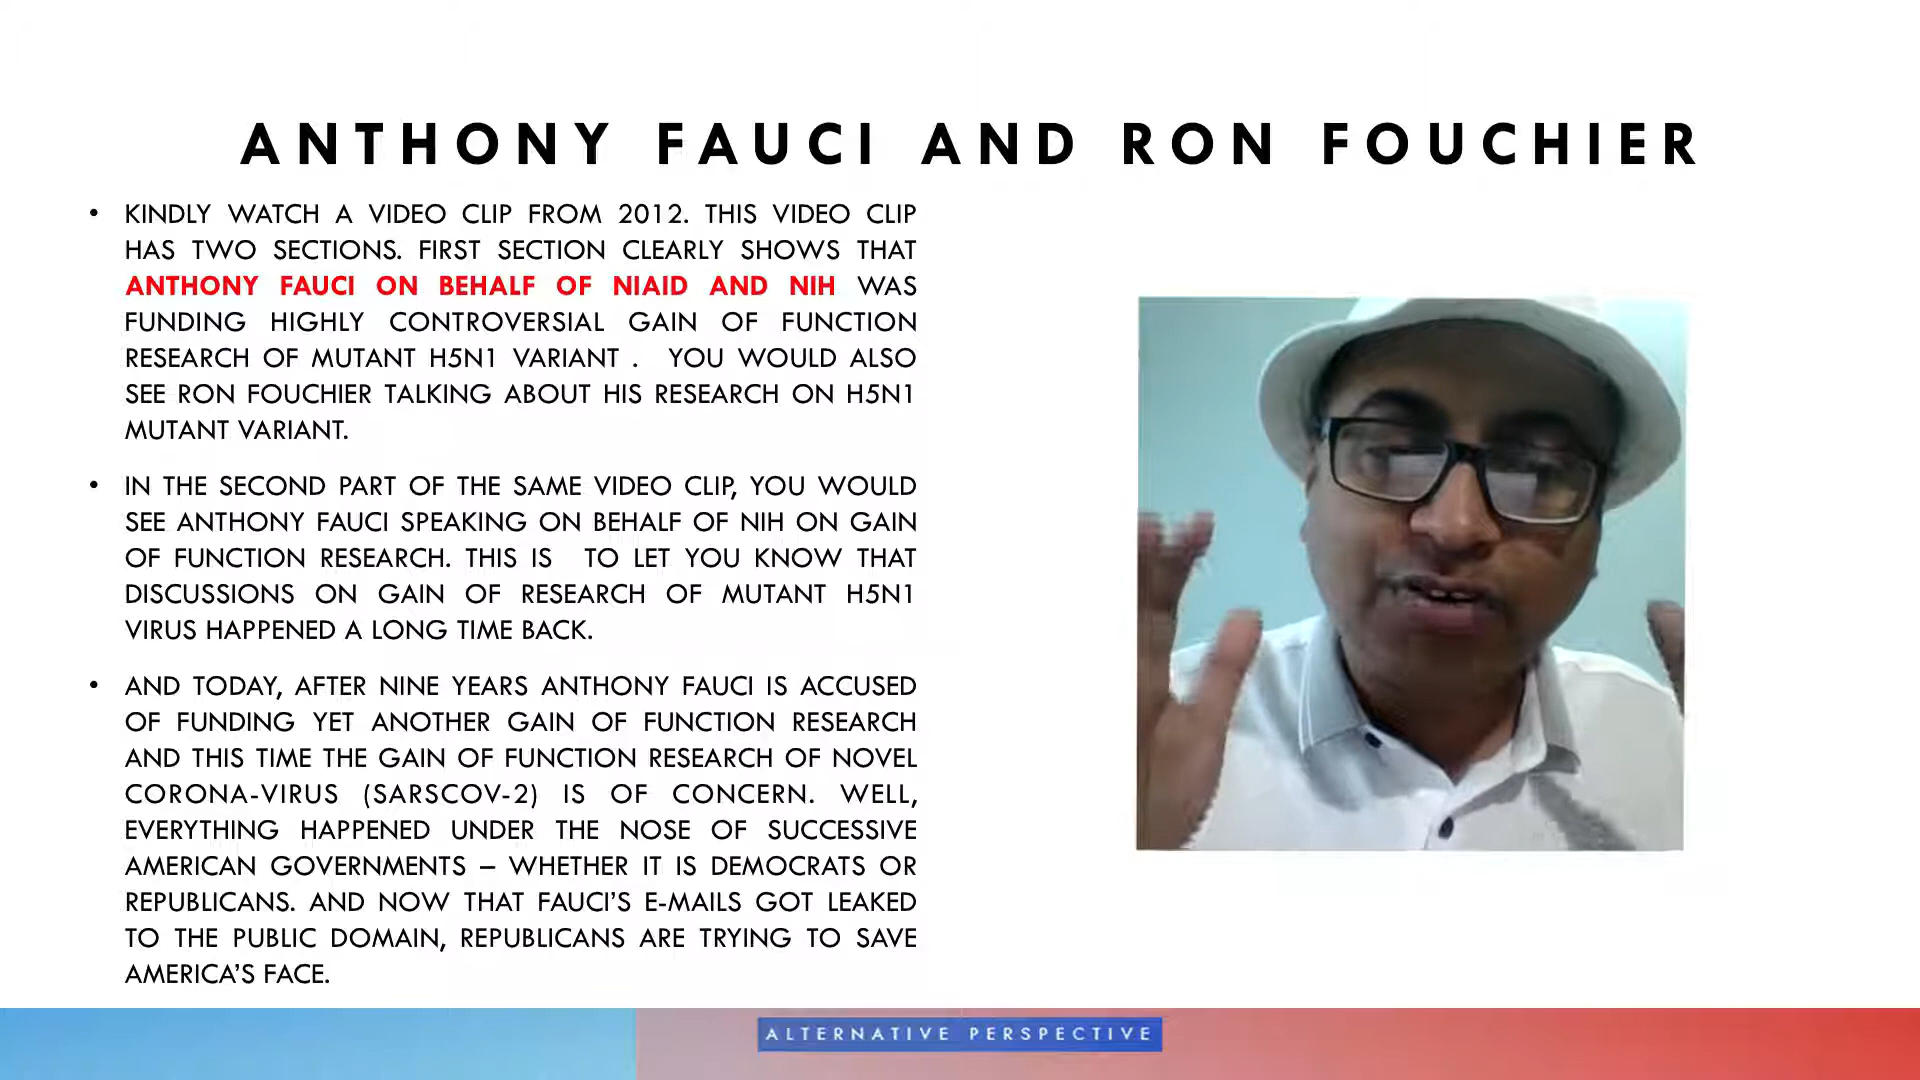 ANTHONY FAUCI AND RON FOUCHIER
• KINDLY WATCH A VIDEO CLIP FROM 2012. THIS VIDEO CLIP
HAS TWO SECTIONS. FIRST SECTION CLEARLY SHOWS THAT
ANTHONY FAUCI ON BEHALF OF NIAID AND NIH WAS
FUNDING HIGHLY CONTROVERSIAL GAIN OF FUNCTION
RESEARCH OF MUTANT H5N1 VARIANT . YOU WOULD ALSO
SEE RON FOUCHIER TALKING ABOUT HIS RESEARCH ON H5N1
MUTANT VARIANT.
• IN THE SECOND PART OF THE SAME VIDEO CLIP, YOU WOULD
SEE ANTHONY FAUCI SPEAKING ON BEHALF OF NIH ON GAIN
OF FUNCTION RESEARCH. THIS IS TO LET YOU KNOW THAT
DISCUSSIONS ON GAIN OF RESEARCH OF MUTANT H5N1
VIRUS HAPPENED A LONG TIME BACK.
• AND TODAY, AFTER NINE YEARS ANTHONY FAUCI IS ACCUSED
OF FUNDING YET ANOTHER GAIN OF FUNCTION RESEARCH
AND THIS TIME THE GAIN OF FUNCTION RESEARCH OF NOVEL
CORONA-VIRUS (SARSCOV-2) IS OF CONCERN. WELL,
EVERYTHING HAPPENED UNDER THE NOSE OF SUCCESSIVE
AMERICAN GOVERNMENTS – WHETHER IT IS DEMOCRATS OR
REPUBLICANS. AND NOW THAT FAUCI’S E-MAILS GOT LEAKED
TO THE PUBLIC DOMAIN, REPUBLICANS ARE TRYING TO SAVE
AMERICA’S FACE.
ALTERNATIVE PERSPECTIVE